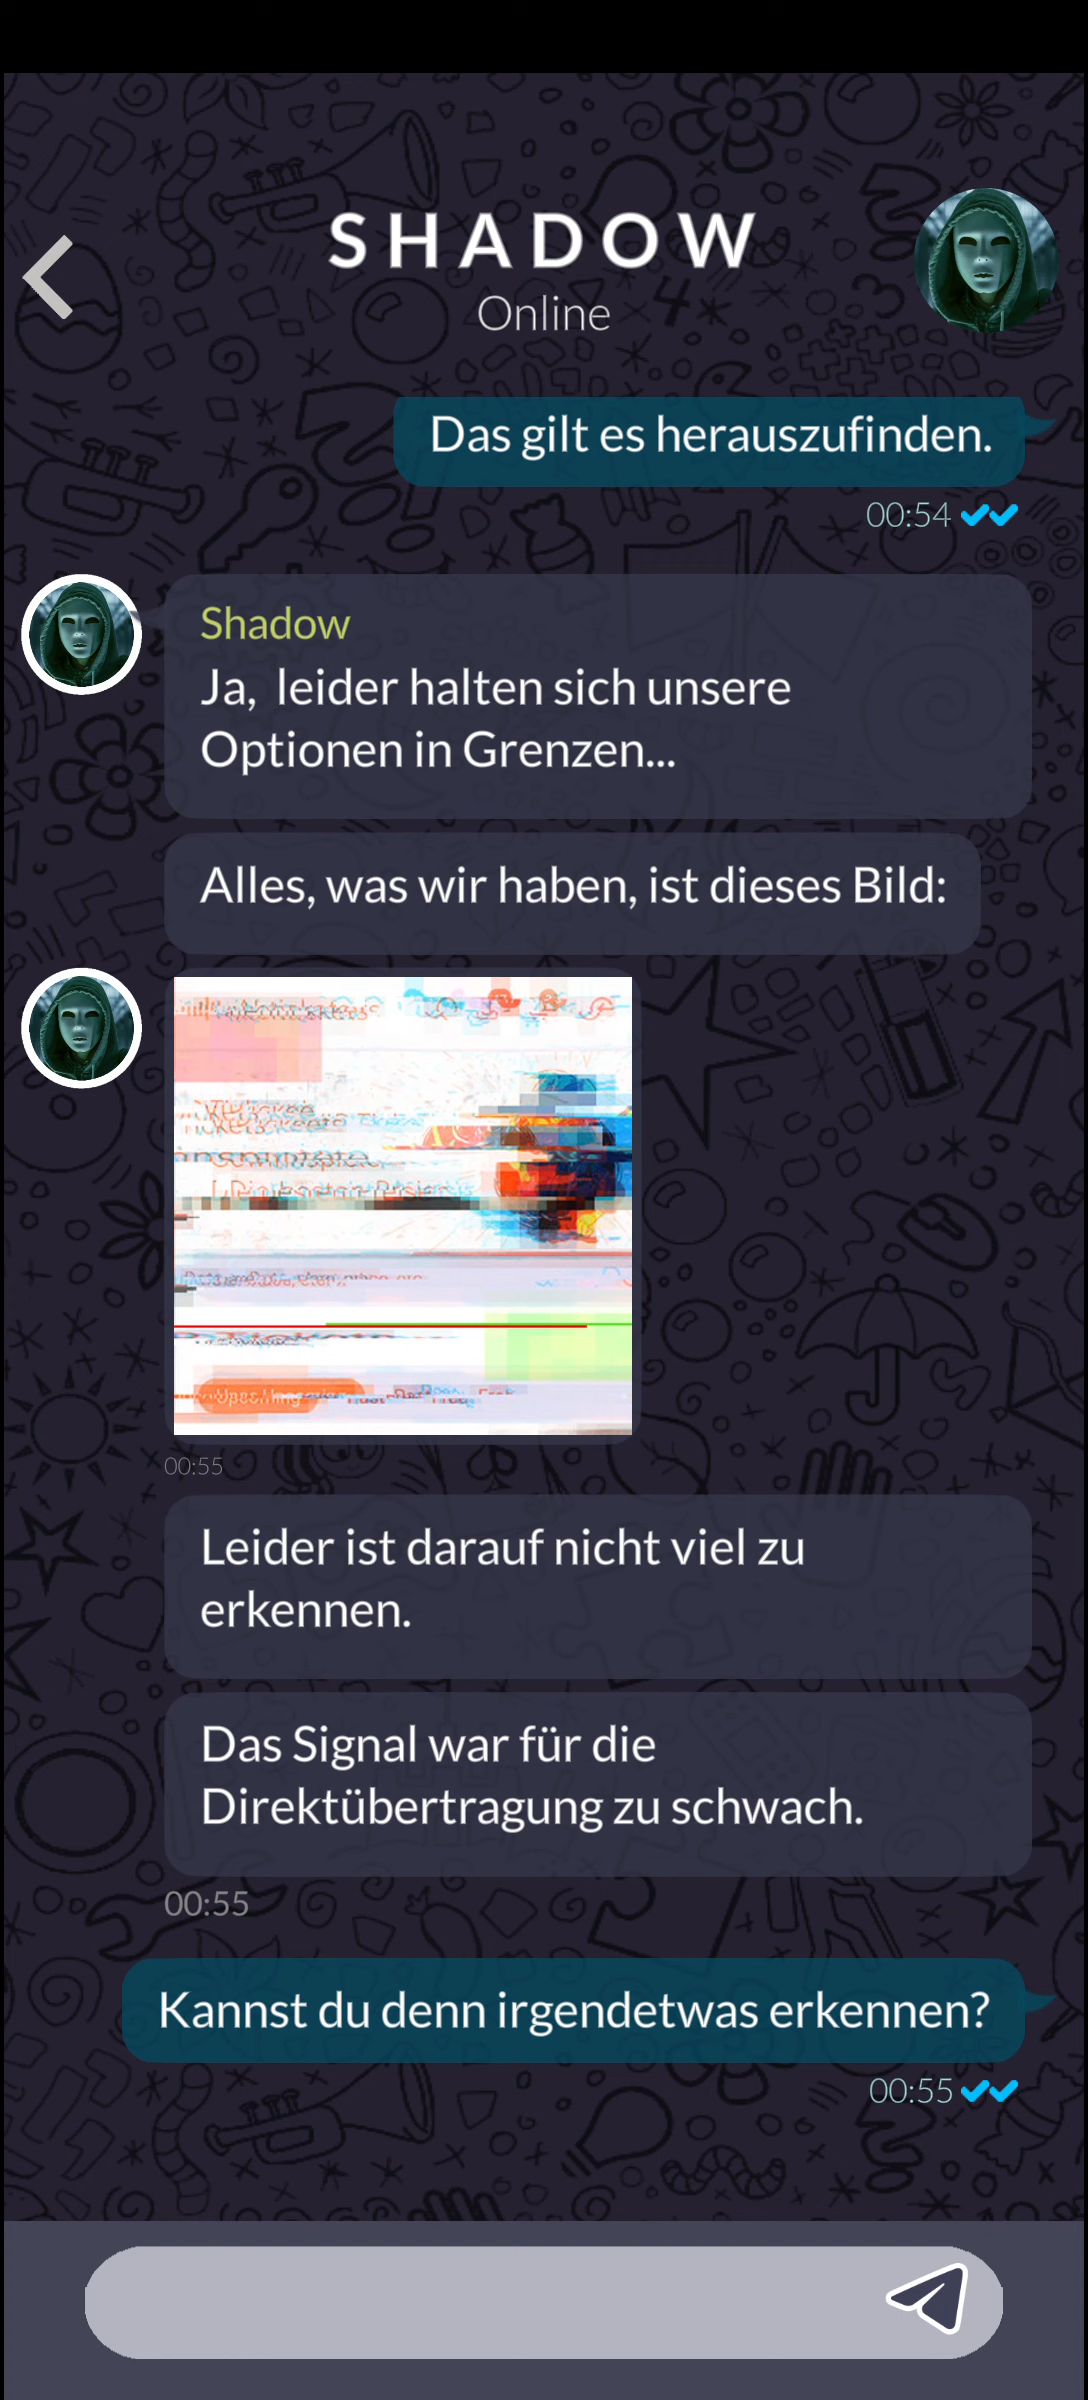 SHADOW
Online
Das gilt es herauszufinden.
00:54
Shadow
Ja,  leider halten sich unsere
Optionen in Grenzen...
Alles, was wir haben, ist dieses Bild:
00:55
Leider ist darauf nicht viel zu
erkennen.
Das Signal war für die
Direktübertragung zu schwach.
00:55
Kannst du denn irgendetwas erkennen?
00:55